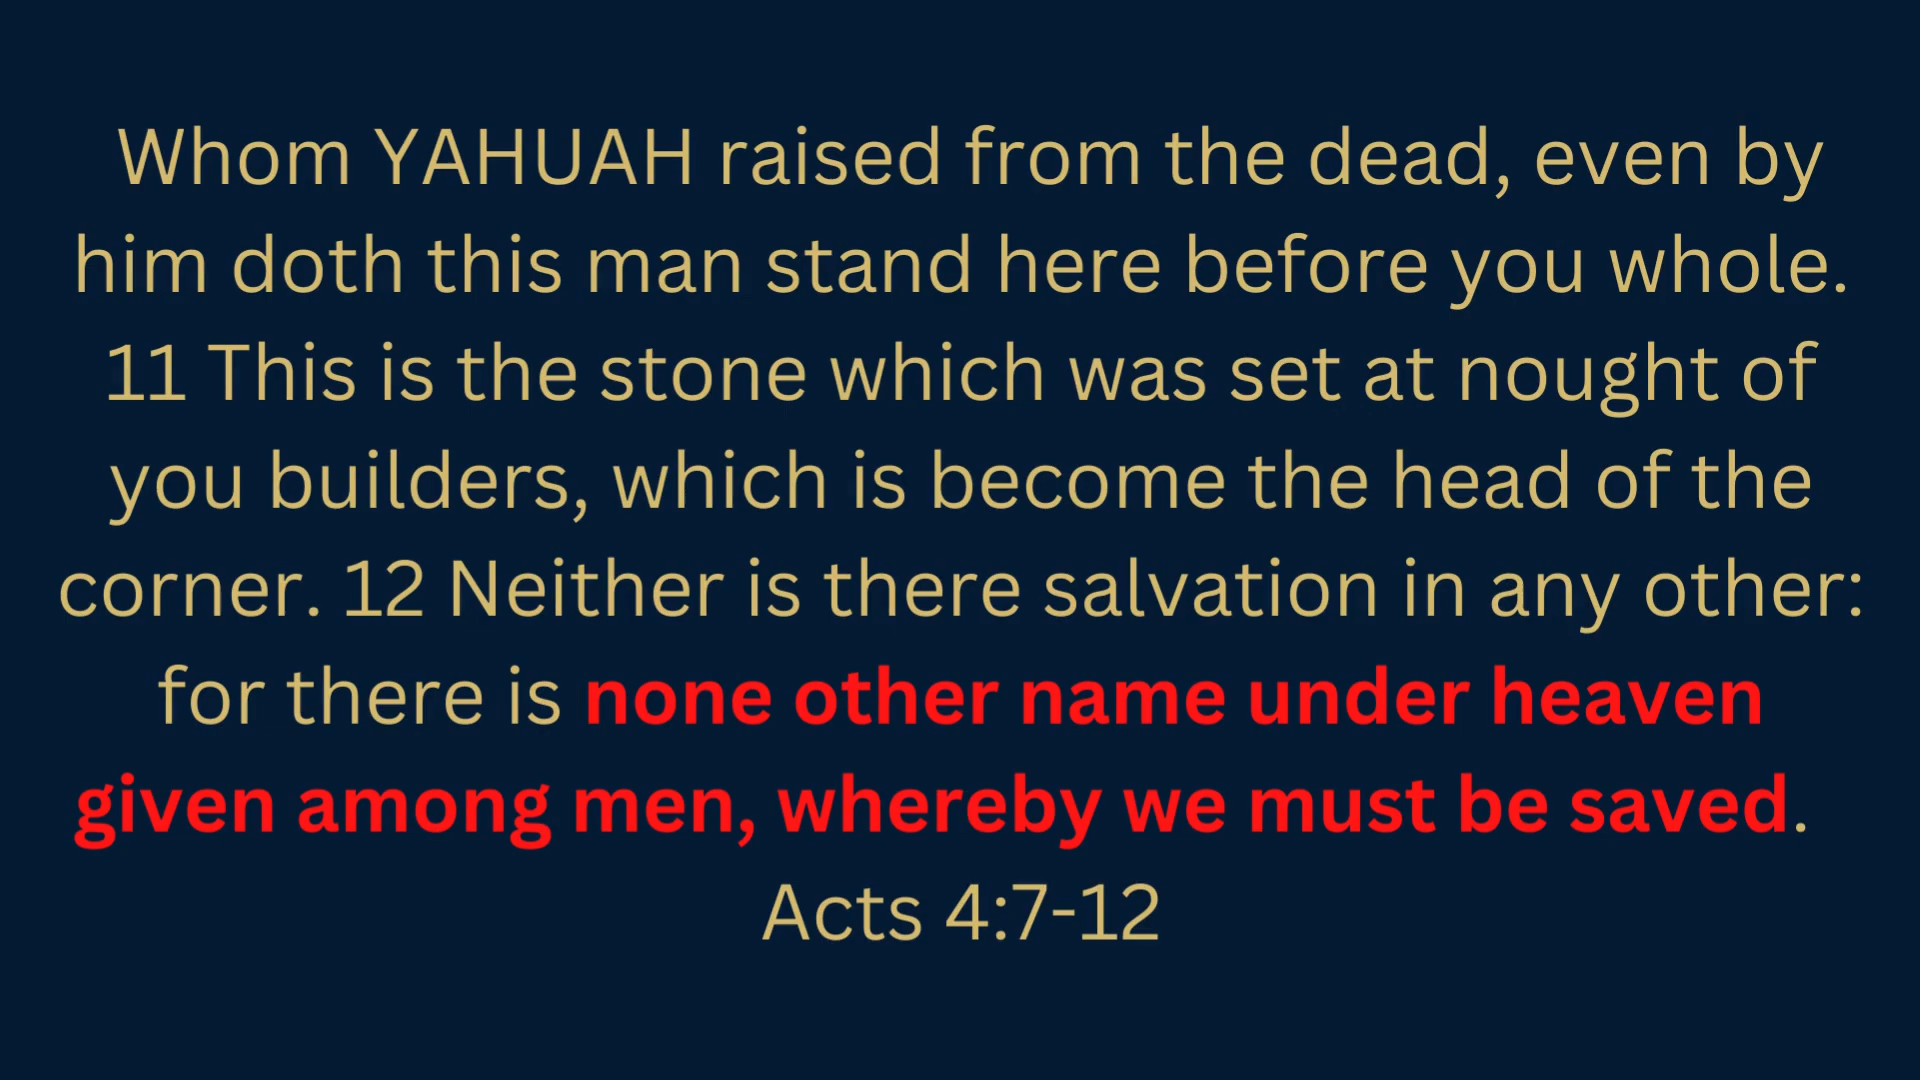 Whom YAHUAH raised from the dead, even by
him doth this man stand here before you whole.
11 This is the stone which was set at nought of
you builders, which is become the head of the
corner. 12 Neither is there salvation in any other:
for there is none other name under heaven
given among men, whereby we must be saved.
Acts 4:7-12